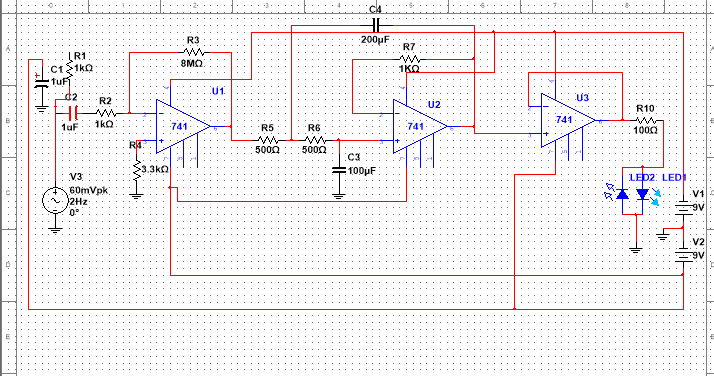 C4
200µF
R3
8MΩ
R7
1KΩ
R1
1kΩ
C1
1uF
C2
1uF
R2
1kΩ
U1
741
U2
741
U3
741
R10
100Ω
R5
500Ω
R6
500Ω
R4
3.3kΩ
C3
100µF
V3
60mVpk
2Hz
0°
LED2 LED1
V1
9V
V2
9V